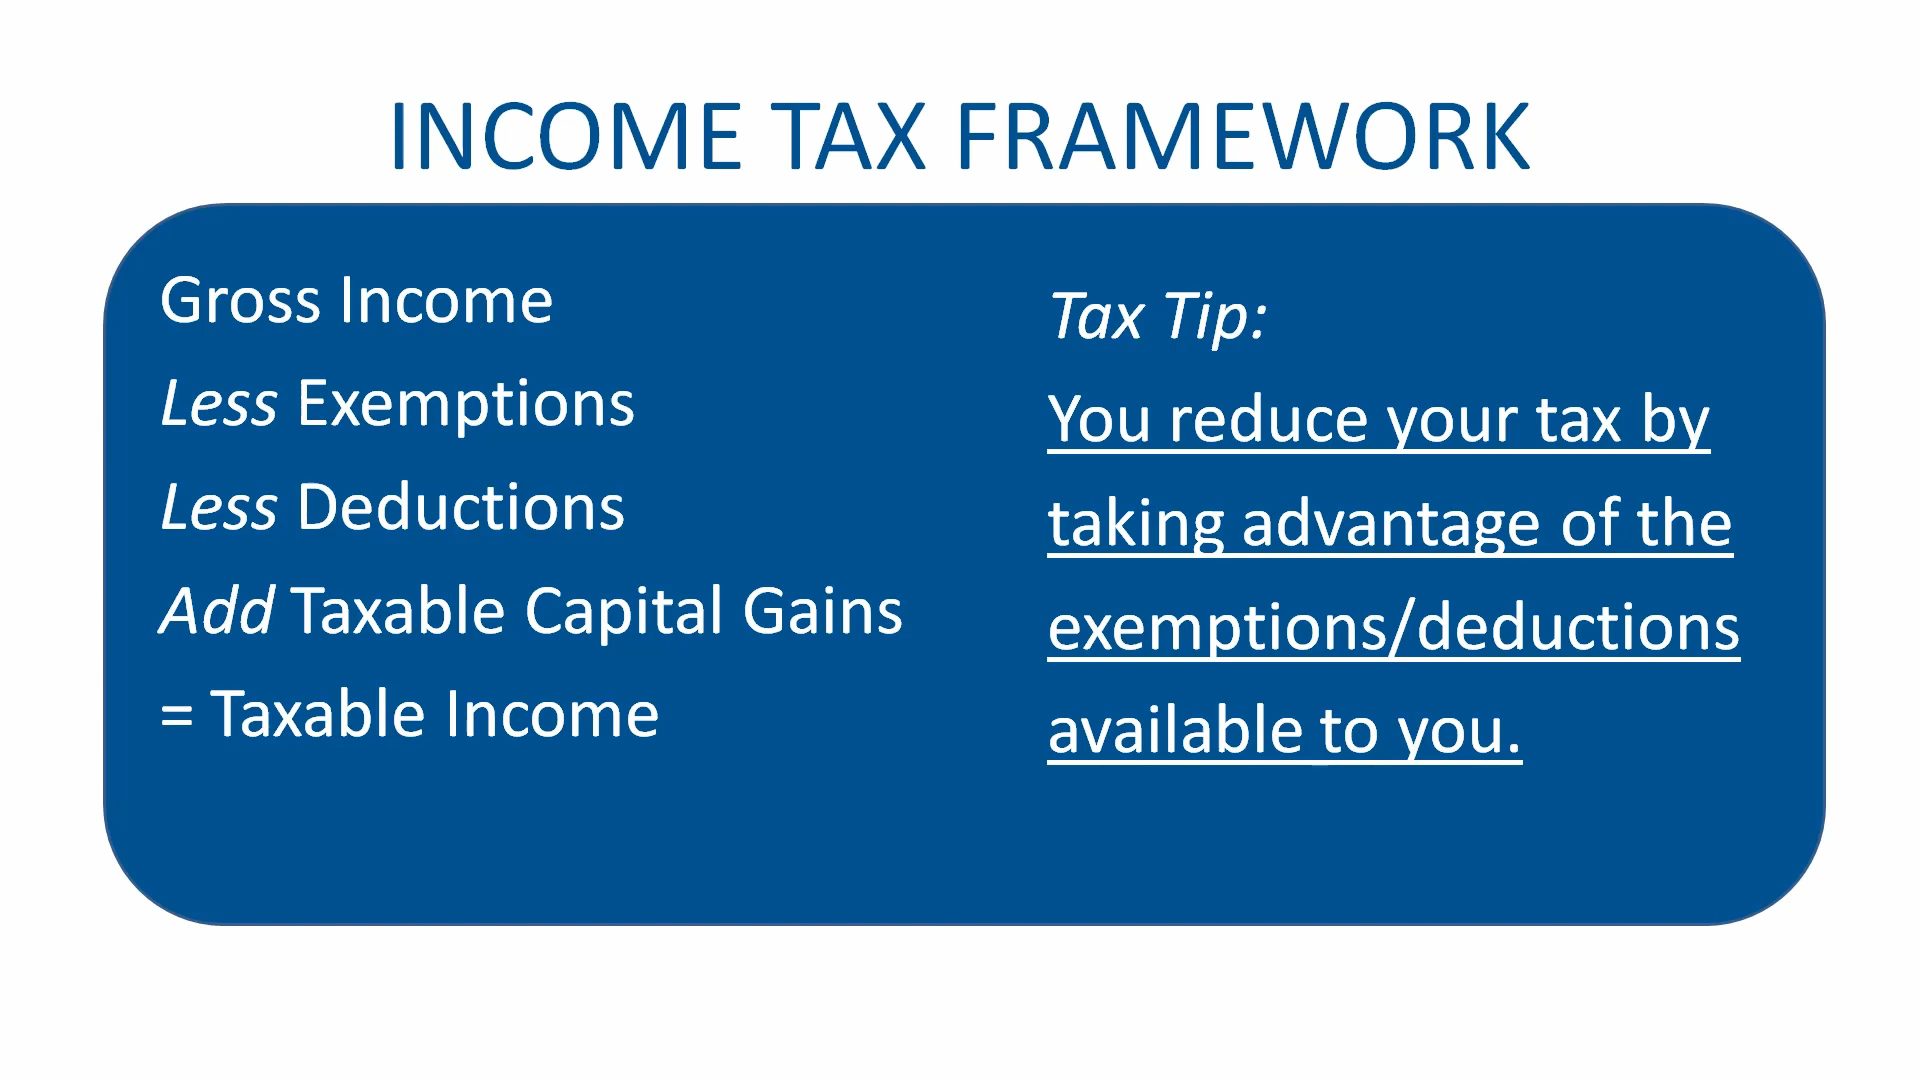 INCOME TAX FRAMEWORK
Gross Income
Less Exemptions
Less Deductions
Add Taxable Capital Gains
= Taxable Income
Tax Tip:
You reduce your tax by
taking advantage of the
exemptions/deductions
available to you.